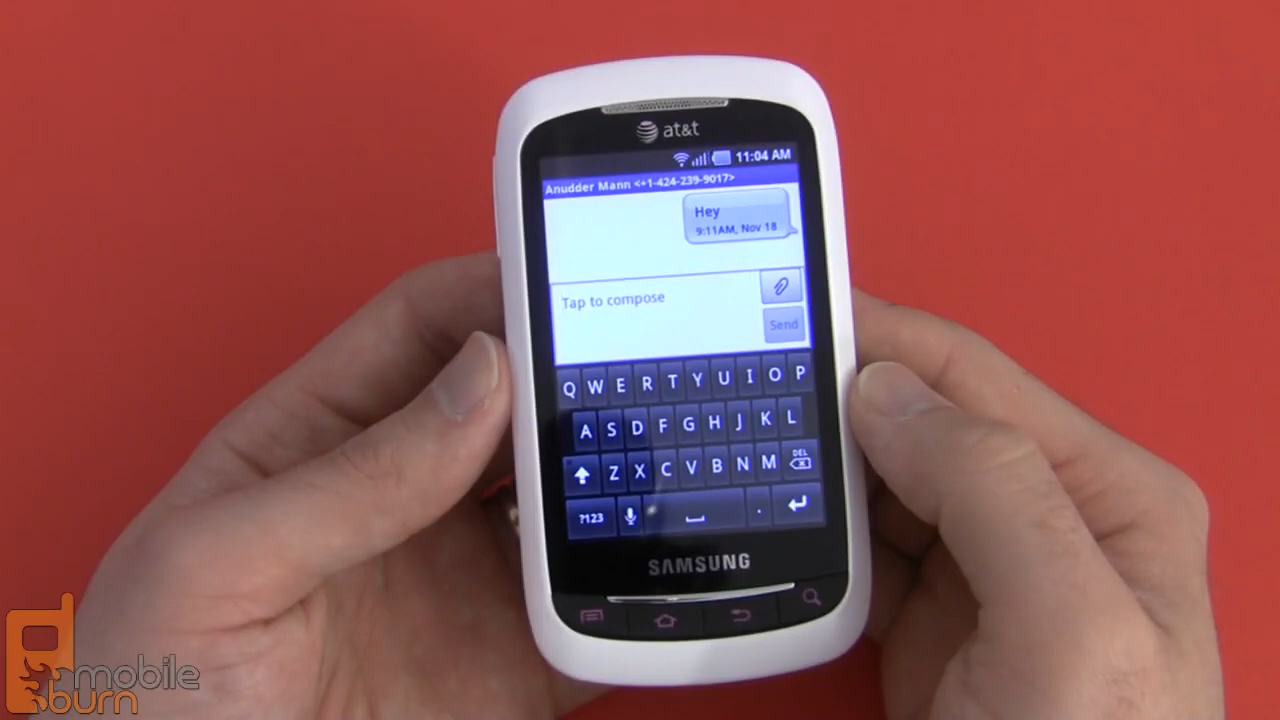 at&t
11:04 AM
Anudder Mann <+1-424-239-9017>
Hey
9:11AM, Nov 18
Tap to compose
Send
Q W E R T Y U I O P
A S D F G H J K L
Z X C V B N M DEL
?123 .
SAMSUNG
mobile
burn